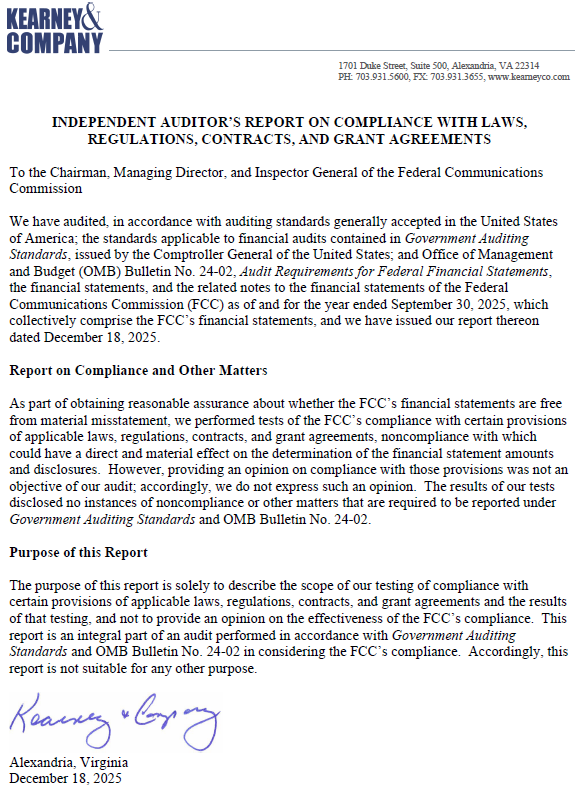 KEARNEY&
COMPANY
1701 Duke Street, Suite 500, Alexandria, VA 22314
PH: 703.931.5600, FX: 703.931.3655, www.kearneyco.com
INDEPENDENT AUDITOR’S REPORT ON COMPLIANCE WITH LAWS,
REGULATIONS, CONTRACTS, AND GRANT AGREEMENTS
To the Chairman, Managing Director, and Inspector General of the Federal Communications
Commission
We have audited, in accordance with auditing standards generally accepted in the United States
of America; the standards applicable to financial audits contained in Government Auditing
Standards, issued by the Comptroller General of the United States; and Office of Management
and Budget (OMB) Bulletin No. 24-02, Audit Requirements for Federal Financial Statements,
the financial statements, and the related notes to the financial statements of the Federal
Communications Commission (FCC) as of and for the year ended September 30, 2025, which
collectively comprise the FCC’s financial statements, and we have issued our report thereon
dated December 18, 2025.
Report on Compliance and Other Matters
As part of obtaining reasonable assurance about whether the FCC’s financial statements are free
from material misstatement, we performed tests of the FCC’s compliance with certain provisions
of applicable laws, regulations, contracts, and grant agreements, noncompliance with which
could have a direct and material effect on the determination of the financial statement amounts
and disclosures. However, providing an opinion on compliance with those provisions was not an
objective of our audit; accordingly, we do not express such an opinion. The results of our tests
disclosed no instances of noncompliance or other matters that are required to be reported under
Government Auditing Standards and OMB Bulletin No. 24-02.
Purpose of this Report
The purpose of this report is solely to describe the scope of our testing of compliance with
certain provisions of applicable laws, regulations, contracts, and grant agreements and the results
of that testing, and not to provide an opinion on the effectiveness of the FCC’s compliance. This
report is an integral part of an audit performed in accordance with Government Auditing
Standards and OMB Bulletin No. 24-02 in considering the FCC’s compliance. Accordingly, this
report is not suitable for any other purpose.
Kearney & Company
Alexandria, Virginia
December 18, 2025